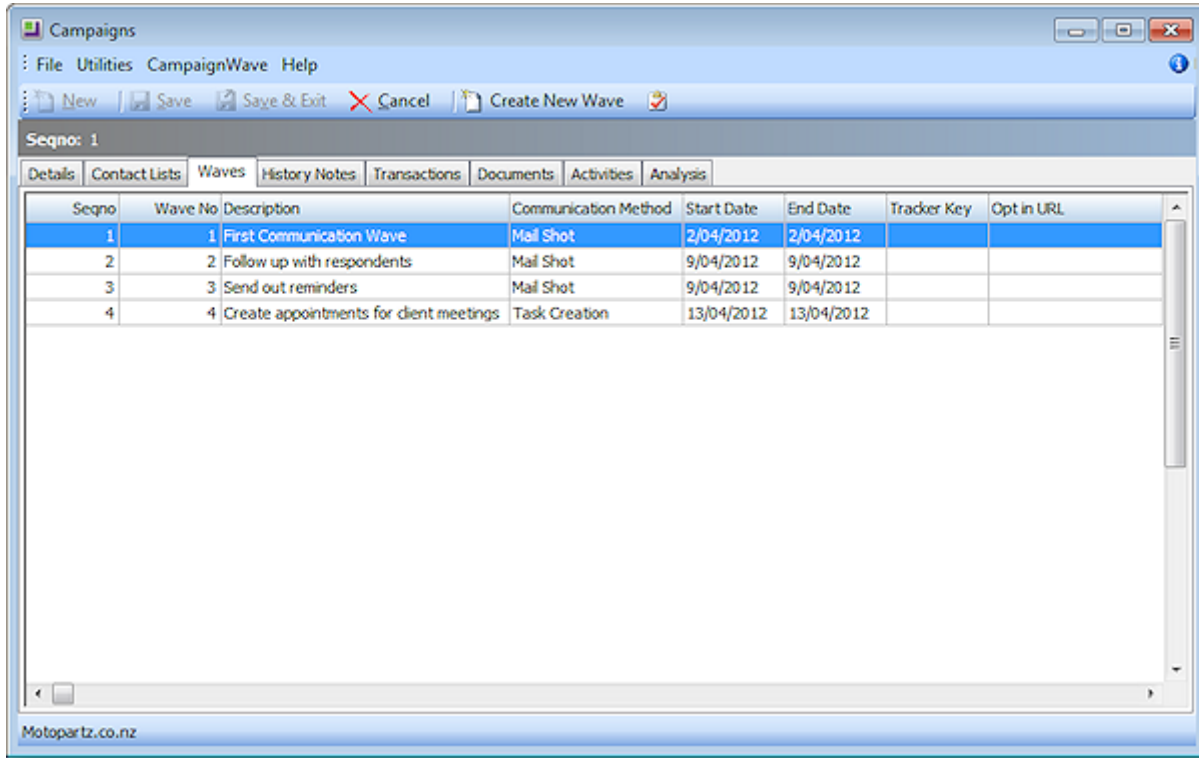 Campaigns
File Utilities CampaignWave Help
New Save Save & Exit Cancel Create New Wave
Seqno: 1
Details Contact Lists Waves History Notes Transactions Documents Activities Analysis
Seqno Wave No Description Communication Method Start Date End Date Tracker Key Opt in URL
1 1 First Communication Wave Mail Shot 2/04/2012 2/04/2012
2 2 Follow up with respondents Mail Shot 9/04/2012 9/04/2012
3 3 Send out reminders Mail Shot 9/04/2012 9/04/2012
4 4 Create appointments for client meetings Task Creation 13/04/2012 13/04/2012
Motopartz.co.nz